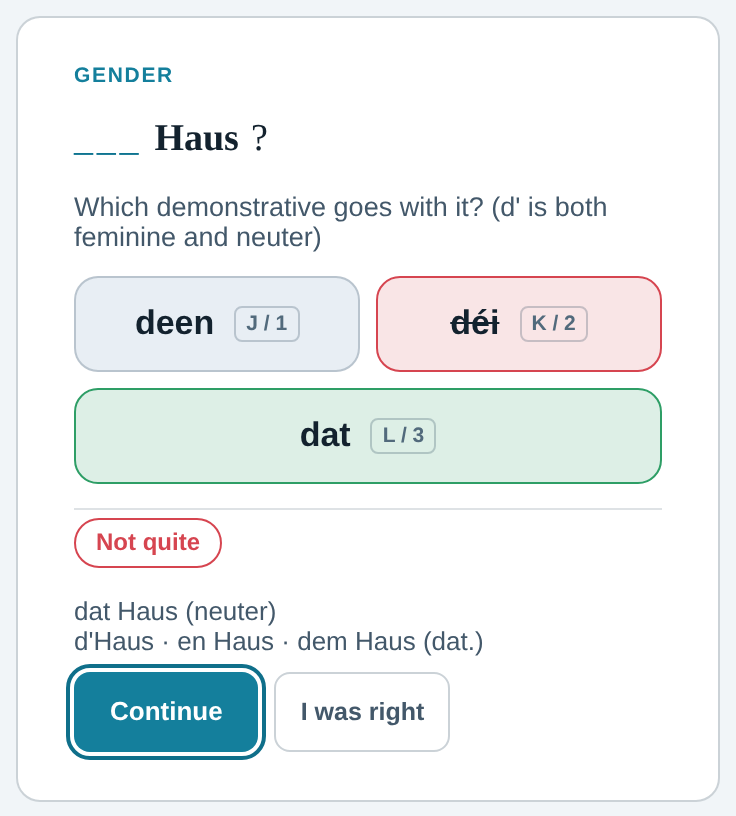 GENDER
___ Haus ?
Which demonstrative goes with it? (d' is both
feminine and neuter)
deen J / 1
déi K / 2
dat L / 3
Not quite
dat Haus (neuter)
d'Haus · en Haus · dem Haus (dat.)
Continue I was right